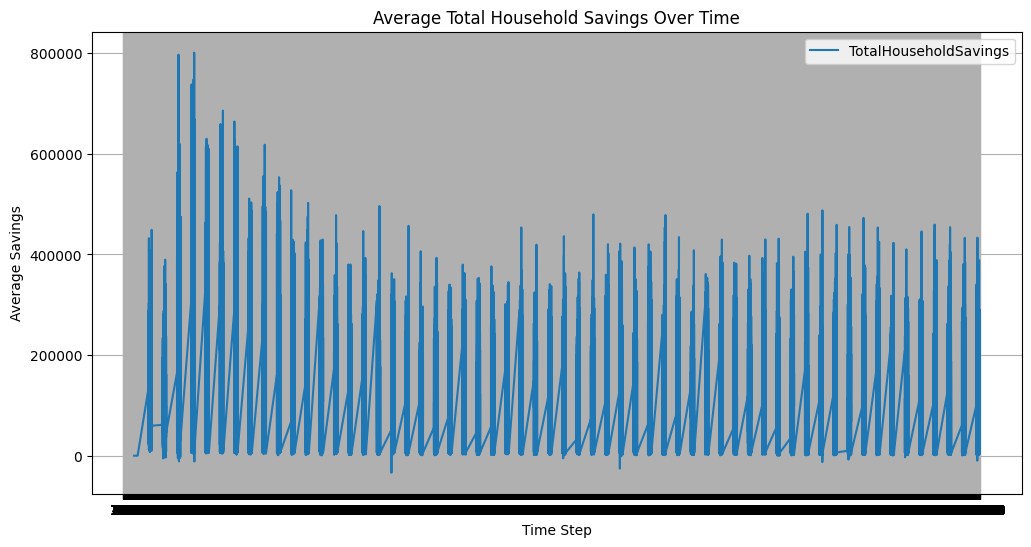 Average Total Household Savings Over Time
TotalHouseholdSavings
800000
600000
400000
200000
0
Average Savings
Time Step